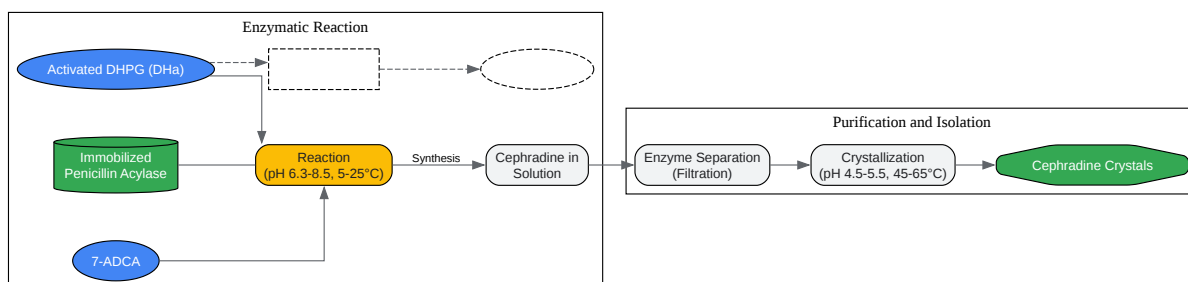 Enzymatic Reaction
Activated DHPG (DHa)
Immobilized
Penicillin Acylase
Reaction
(pH 6.3-8.5, 5-25°C)
Synthesis
Cephradine in
Solution
7-ADCA
Purification and Isolation
Enzyme Separation
(Filtration)
Crystallization
(pH 4.5-5.5, 45-65°C)
Cephradine Crystals